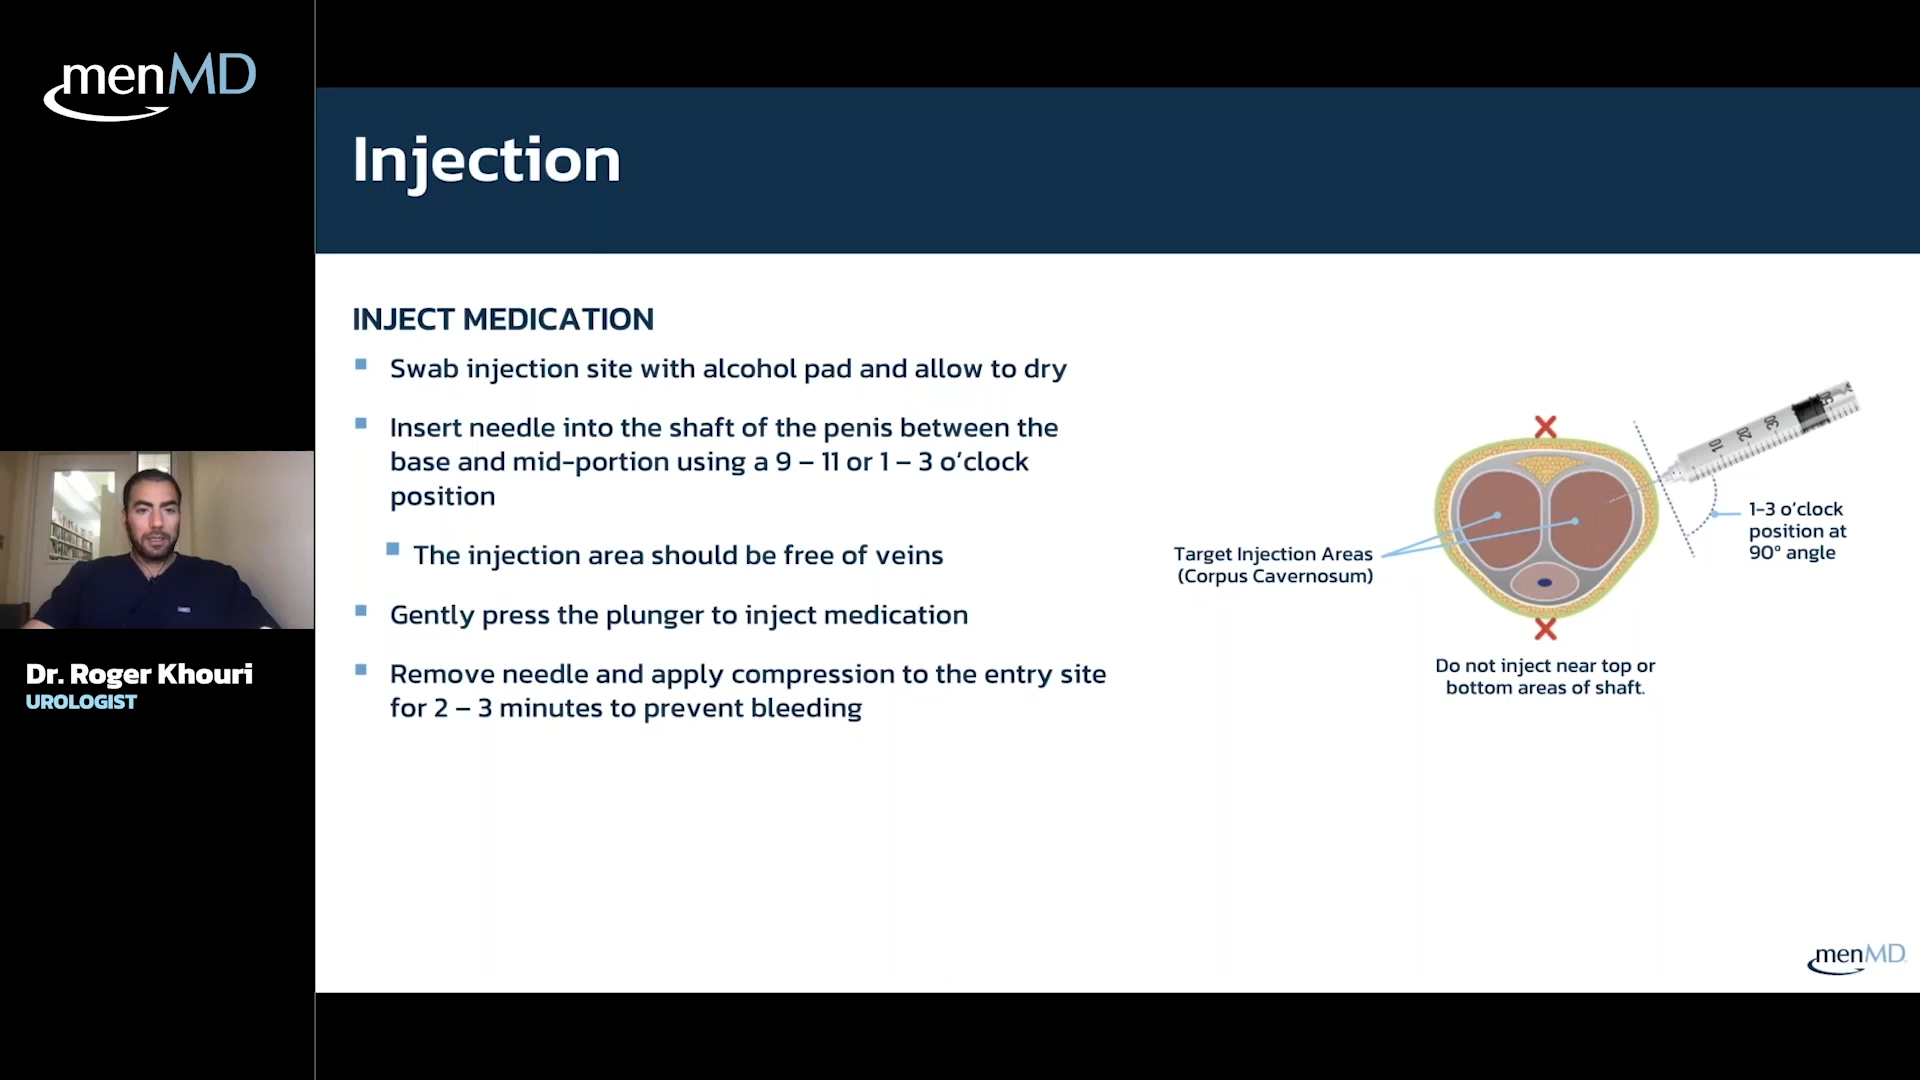 menMD
Injection
INJECT MEDICATION
Swab injection site with alcohol pad and allow to dry
Insert needle into the shaft of the penis between the
base and mid-portion using a 9 – 11 or 1 – 3 o'clock
position
The injection area should be free of veins
Gently press the plunger to inject medication
Remove needle and apply compression to the entry site
for 2 – 3 minutes to prevent bleeding
10 20 30 50
1-3 o'clock
position at
90° angle
Target Injection Areas
(Corpus Cavernosum)
Do not inject near top or
bottom areas of shaft.
Dr. Roger Khouri
UROLOGIST
menMD